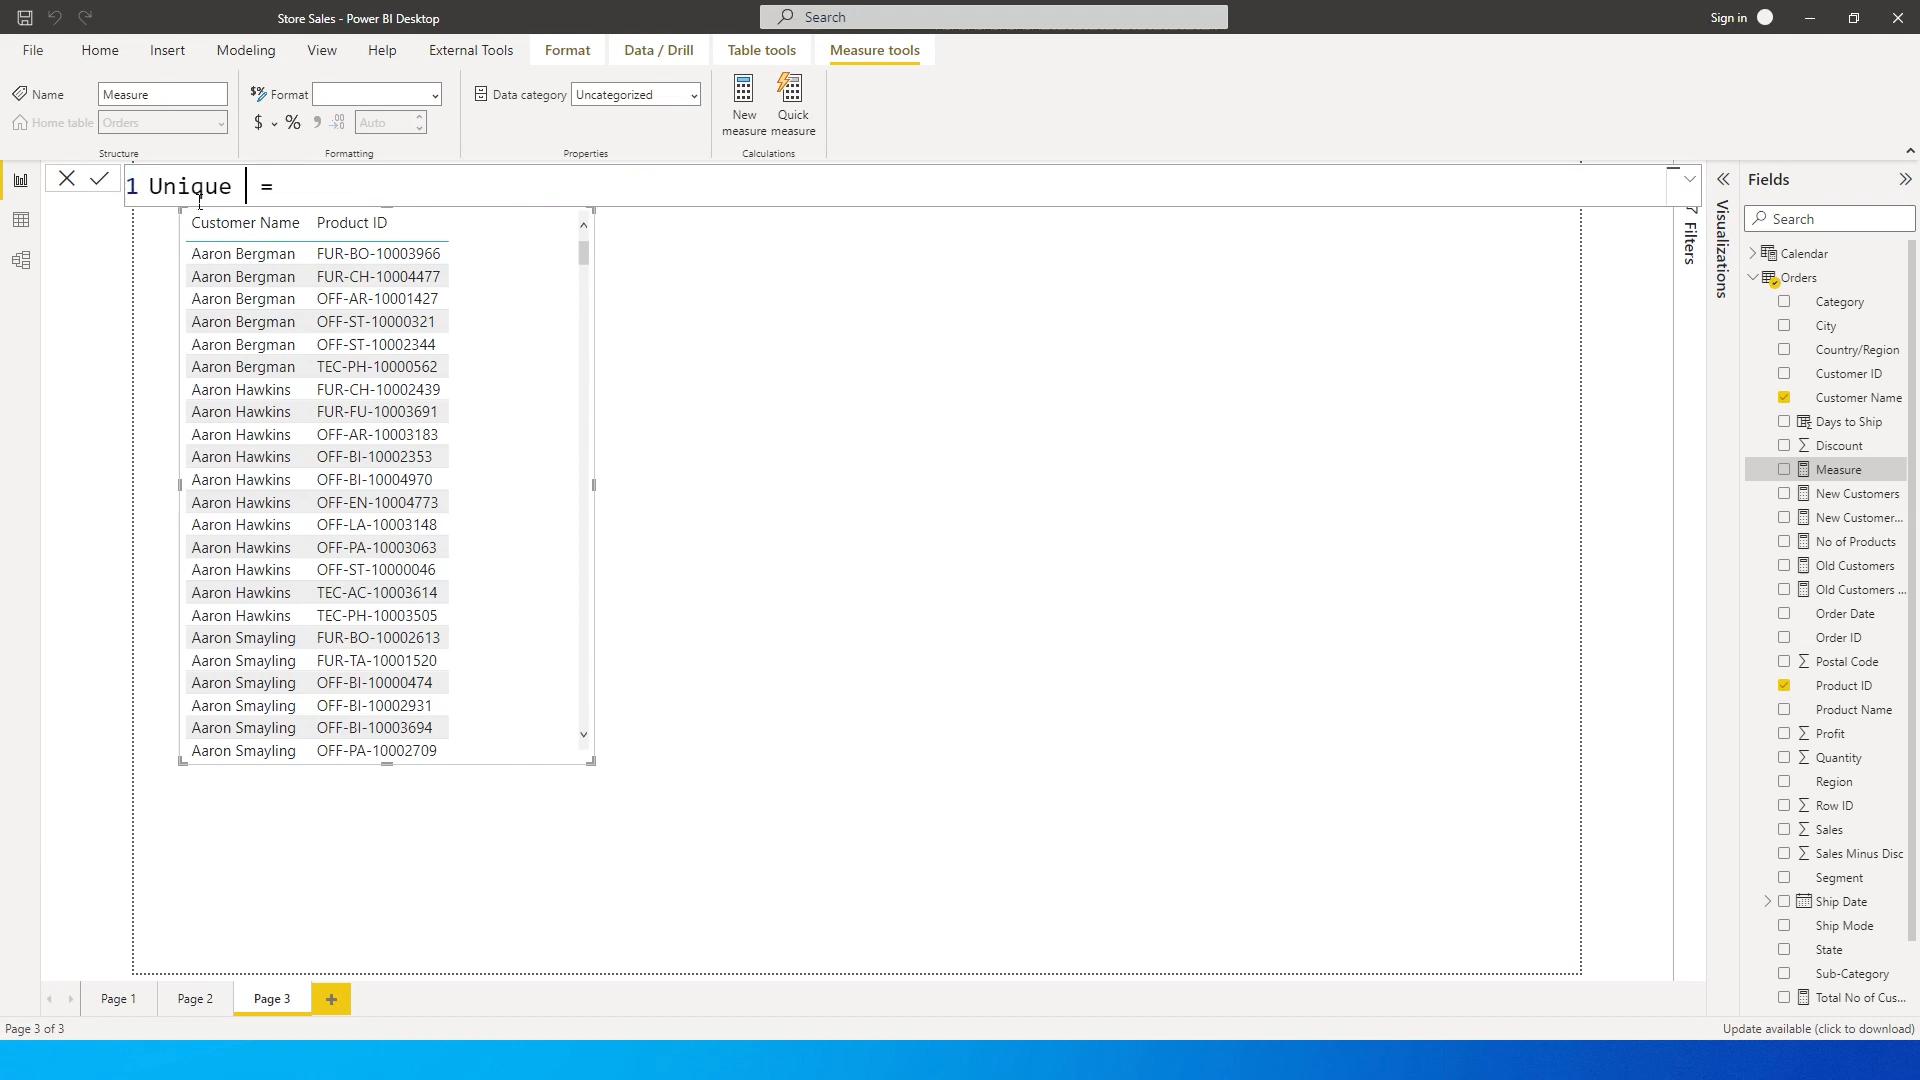 Store Sales - Power BI Desktop
Search
Sign in
File Home Insert Modeling View Help External Tools Format Data / Drill Table tools Measure tools
Name Measure
Home table Orders
Structure
Format
$ % 9 .00 Auto
Formatting
Data category Uncategorized
Properties
New measure
Quick measure
Calculations
1 Unique =
Customer Name Product ID
Aaron Bergman FUR-BO-10003966
Aaron Bergman FUR-CH-10004477
Aaron Bergman OFF-AR-10001427
Aaron Bergman OFF-ST-10000321
Aaron Bergman OFF-ST-10002344
Aaron Bergman TEC-PH-10000562
Aaron Hawkins FUR-CH-10002439
Aaron Hawkins FUR-FU-10003691
Aaron Hawkins OFF-AR-10003183
Aaron Hawkins OFF-BI-10002353
Aaron Hawkins OFF-BI-10004970
Aaron Hawkins OFF-EN-10004773
Aaron Hawkins OFF-LA-10003148
Aaron Hawkins OFF-PA-10003063
Aaron Hawkins OFF-ST-10000046
Aaron Hawkins TEC-AC-10003614
Aaron Hawkins TEC-PH-10003505
Aaron Smayling FUR-BO-10002613
Aaron Smayling FUR-TA-10001520
Aaron Smayling OFF-BI-10000474
Aaron Smayling OFF-BI-10002931
Aaron Smayling OFF-BI-10003694
Aaron Smayling OFF-PA-10002709
Filters
Visualizations
Fields
Search
Calendar
Orders
Category
City
Country/Region
Customer ID
Customer Name
Days to Ship
Discount
Measure
New Customers
New Customer...
No of Products
Old Customers
Old Customers ...
Order Date
Order ID
Postal Code
Product ID
Product Name
Profit
Quantity
Region
Row ID
Sales
Sales Minus Disc
Segment
Ship Date
Ship Mode
State
Sub-Category
Total No of Cus...
Page 1 Page 2 Page 3 +
Page 3 of 3
Update available (click to download)